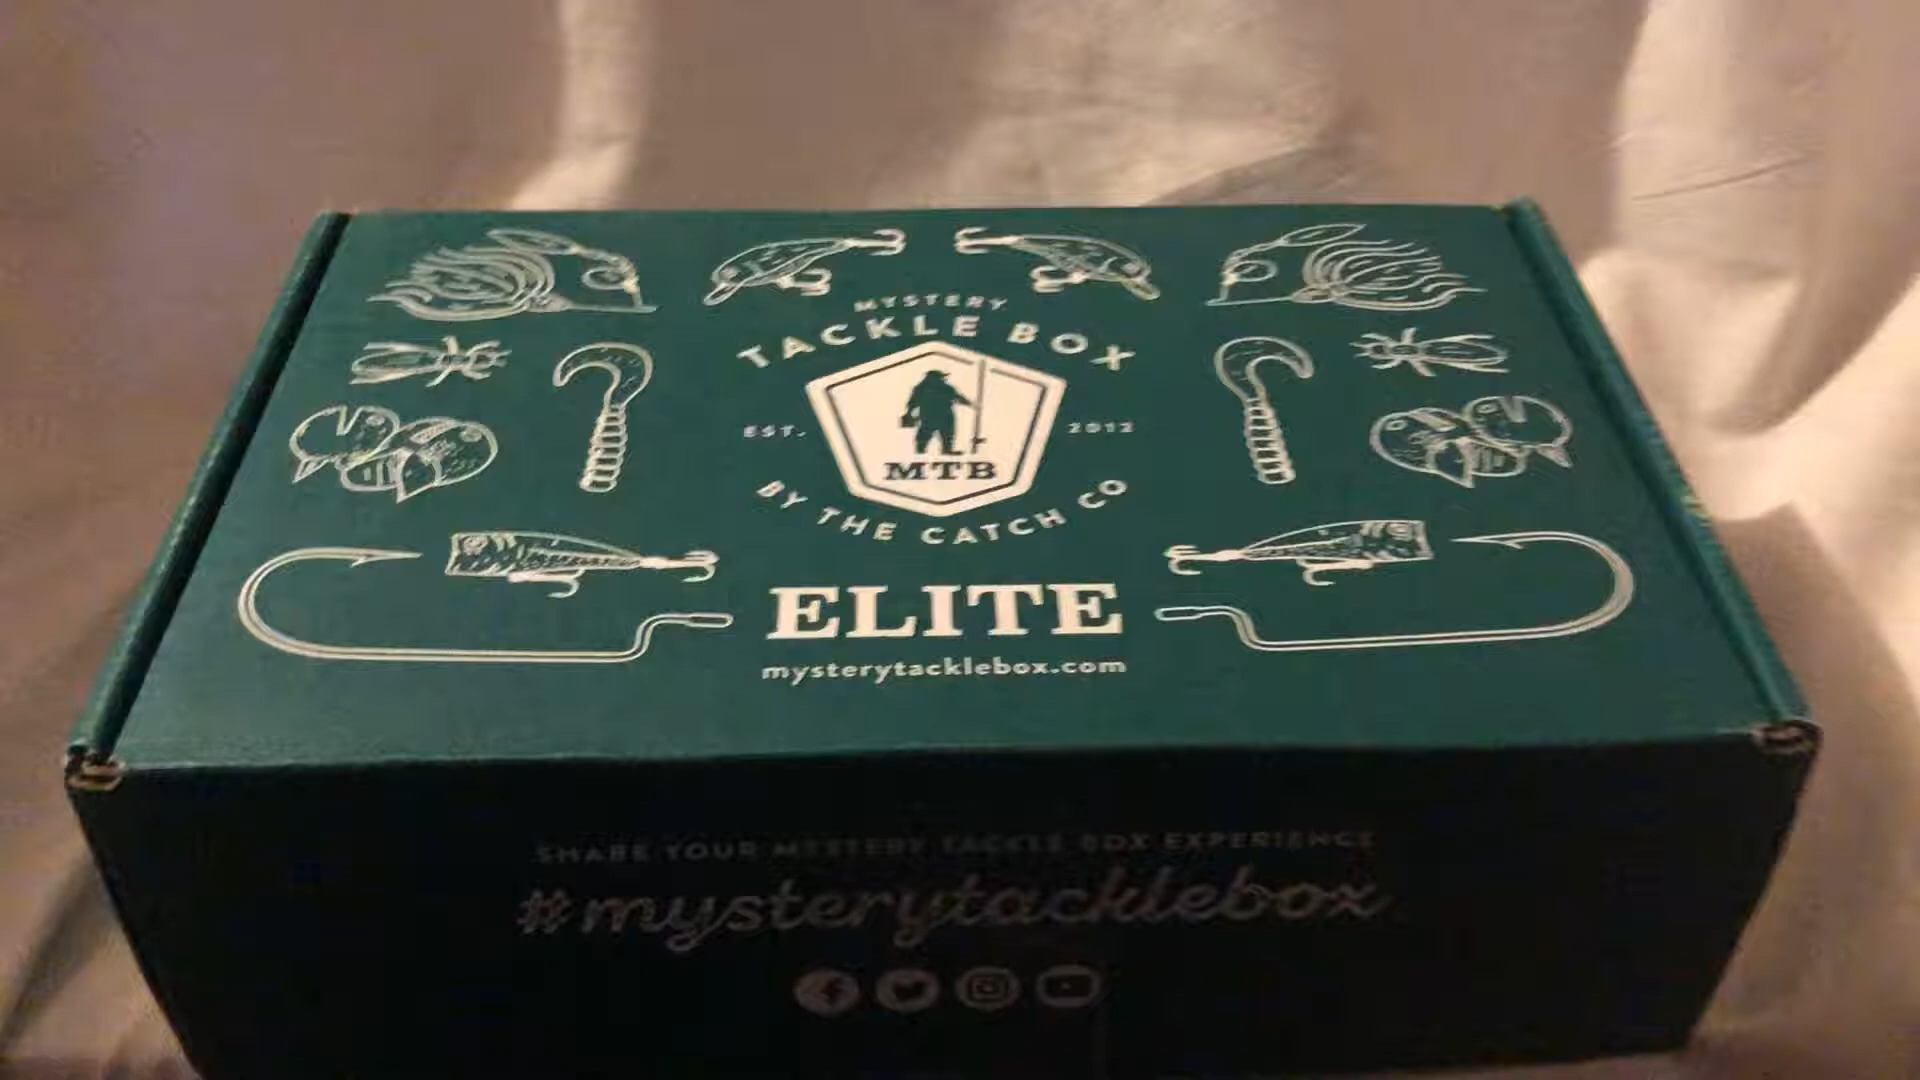 MYSTERY
TACKLE BOX
EST. 2012
MTB
BY THE CATCH CO
ELITE
mysterytacklebox.com
SHARE YOUR MYSTERY TACKLE BOX EXPERIENCE
#mysterytacklebox